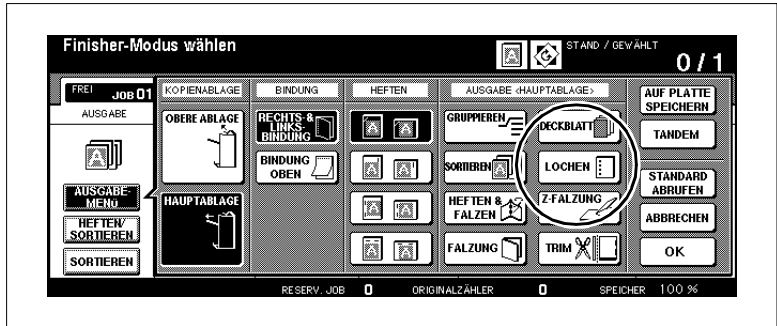 Finisher-Modus wählen
STAND / GEWÄHLT
0 / 1
FREI JOB 01
AUSGABE
AUSGABE-
MENÜ
HEFTEN/
SORTIEREN
SORTIEREN
KOPIENABLAGE
OBERE ABLAGE
HAUPTABLAGE
BINDUNG
RECHTS- &
LINKS-
BINDUNG
BINDUNG
OBEN
HEFTEN
AUSGABE <HAUPTABLAGE>
GRUPPIEREN
DECKBLATT
SORTIEREN
LOCHEN
HEFTEN &
FALZEN
Z-FALZUNG
FALZUNG
TRIM
AUF PLATTE
SPEICHERN
TANDEM
STANDARD
ABRUFEN
ABBRECHEN
OK
RESERV. JOB 0 ORIGINALZÄHLER 0 SPEICHER 100 %